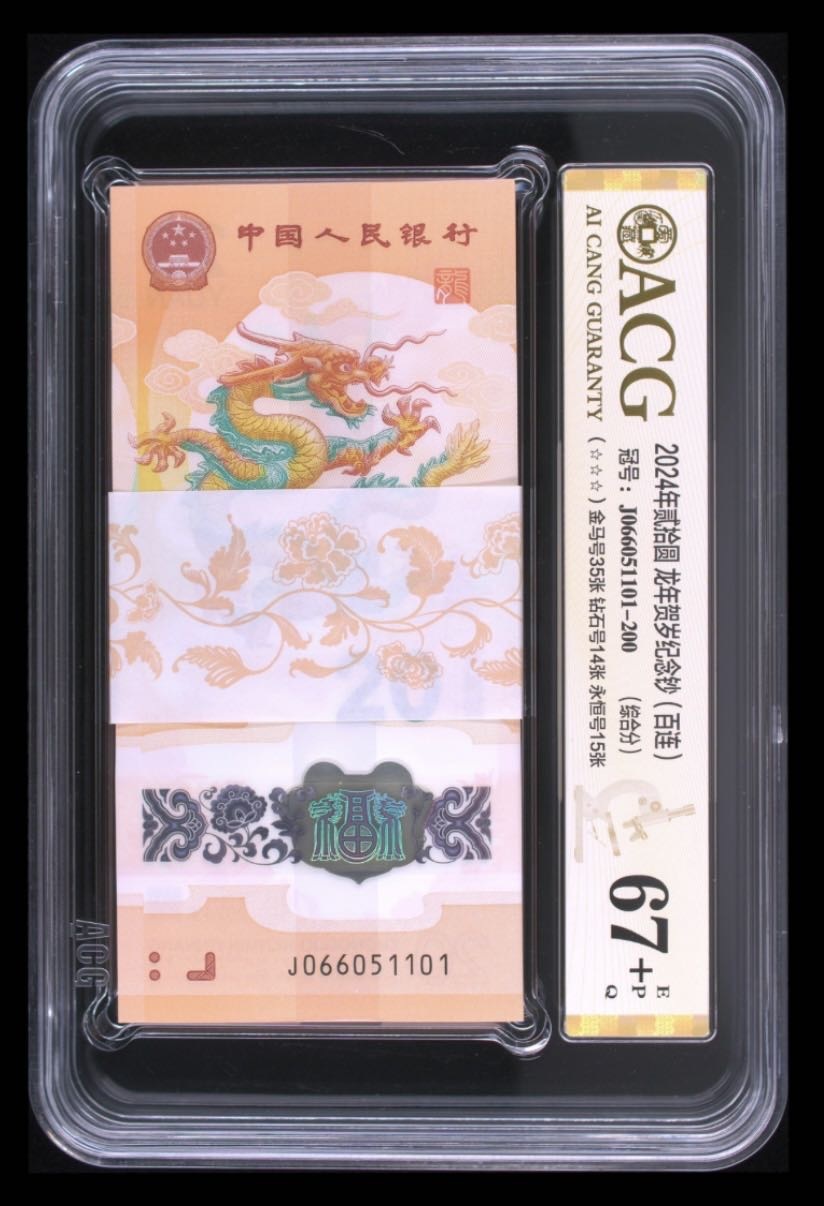 中国人民银行
龍
福
J066051101
ACG
AI CANG GUARANTY
2024年贰拾圆 龙年贺岁纪念钞（百连）
冠号：J066051101-200 （综合分）
（☆☆☆）金马号35张 钻石号14张 永恒号15张
67+
E
P
Q
ACG